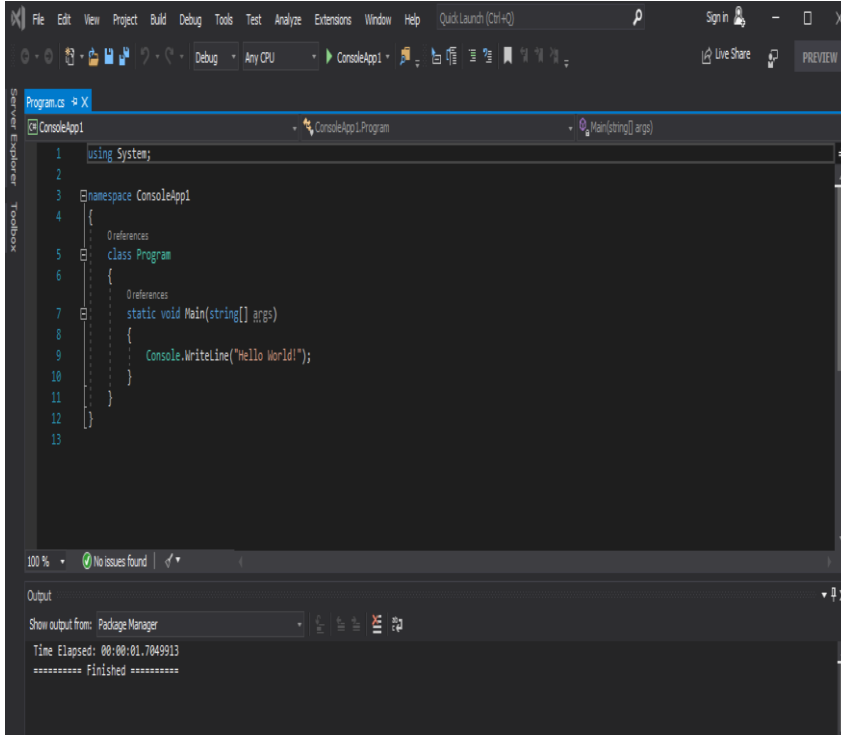 File Edit View Project Build Debug Tools Test Analyze Extensions Window Help Quick Launch (Ctrl+Q) Sign in
Debug Any CPU ConsoleApp1 Live Share PREVIEW
Server Explorer
Toolbox
Program.cs
C# ConsoleApp1 ConsoleApp1.Program Main(string[] args)
1 using System;
2
3 namespace ConsoleApp1
4 {
0 references
5 class Program
6 {
0 references
7 static void Main(string[] args)
8 {
9 Console.WriteLine("Hello World!");
10 }
11 }
12 }
13
100 % No issues found
Output
Show output from: Package Manager
Time Elapsed: 00:00:01.7049913
========== Finished ==========